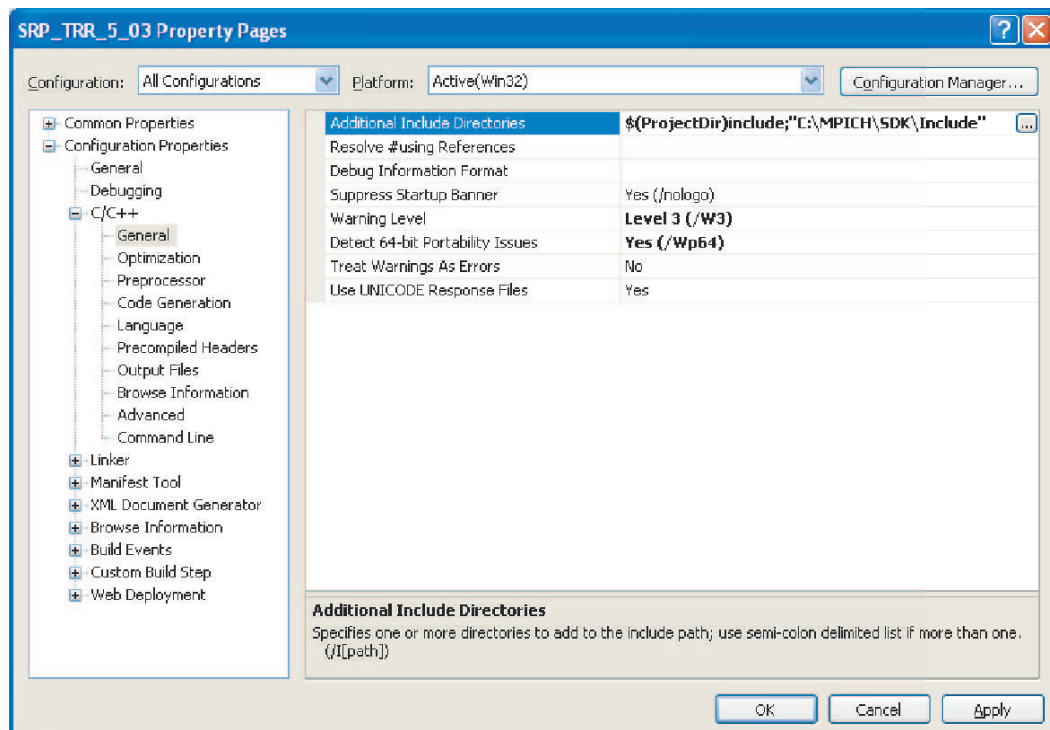 SRP_TRR_5_03 Property Pages
Configuration: All Configurations Platform: Active(Win32) Configuration Manager...
Common Properties
Configuration Properties
General
Debugging
C/C++
General
Optimization
Preprocessor
Code Generation
Language
Precompiled Headers
Output Files
Browse Information
Advanced
Command Line
Linker
Manifest Tool
XML Document Generator
Browse Information
Build Events
Custom Build Step
Web Deployment
Additional Include Directories $(ProjectDir)include;"C:\MPICH\SDK\Include" ...
Resolve #using References
Debug Information Format
Suppress Startup Banner Yes (/nologo)
Warning Level Level 3 (/W3)
Detect 64-bit Portability Issues Yes (/Wp64)
Treat Warnings As Errors No
Use UNICODE Response Files Yes
Additional Include Directories
Specifies one or more directories to add to the include path; use semi-colon delimited list if more than one.
(/I[path])
OK Cancel Apply